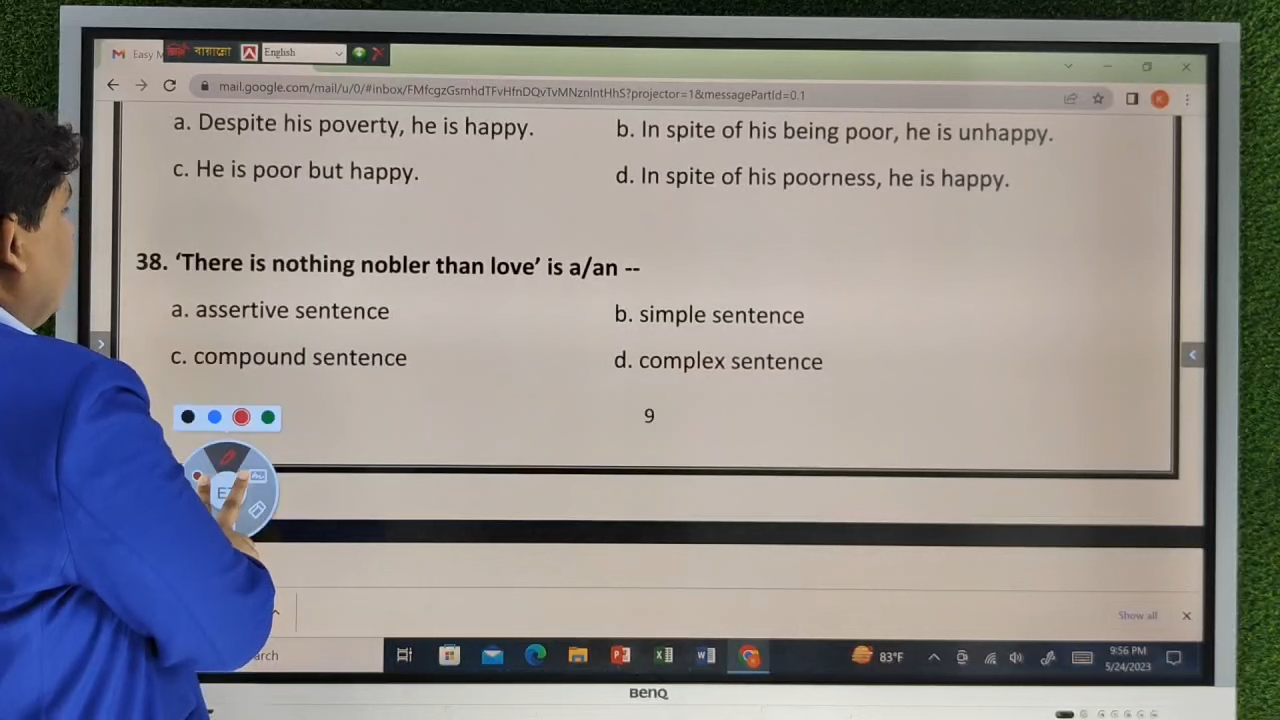 Easy M
বায়ান্নো
English
mail.google.com/mail/u/0/#inbox/FMfcgzGsmhdTFvHfnDQvTvMNznlntHhS?projector=1&messagePartId=0.1
K
a. Despite his poverty, he is happy.
b. In spite of his being poor, he is unhappy.
c. He is poor but happy.
d. In spite of his poorness, he is happy.
38. ‘There is nothing nobler than love’ is a/an --
a. assertive sentence
b. simple sentence
c. compound sentence
d. complex sentence
9
Show all
arch
83°F
9:56 PM
5/24/2023
BenQ